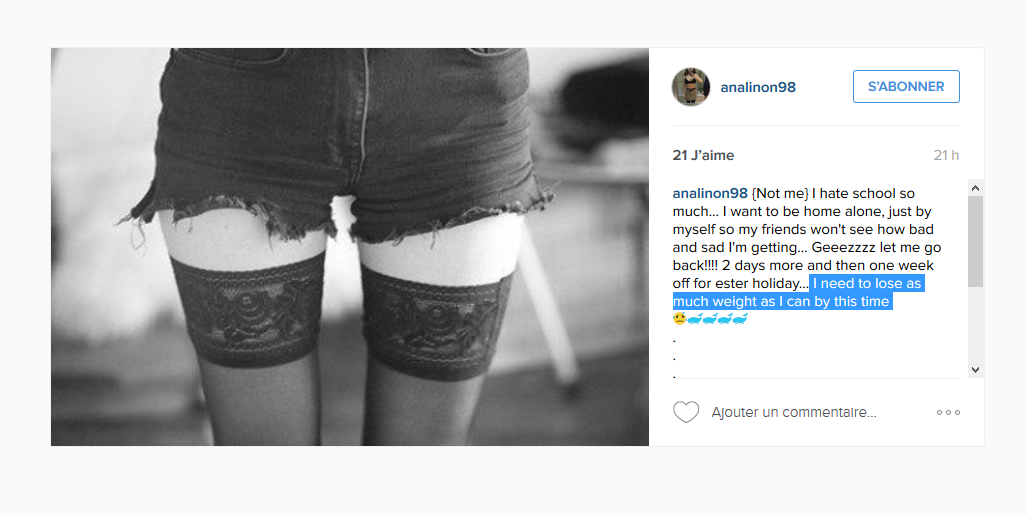 analinon98
S'ABONNER
21 J'aime
21 h
analinon98 {Not me} I hate school so
much... I want to be home alone, just by
myself so my friends won't see how bad
and sad I'm getting... Geeezzzz let me go
back!!!! 2 days more and then one week
off for ester holiday... I need to lose as
much weight as I can by this time
.
.
.
Ajouter un commentaire...